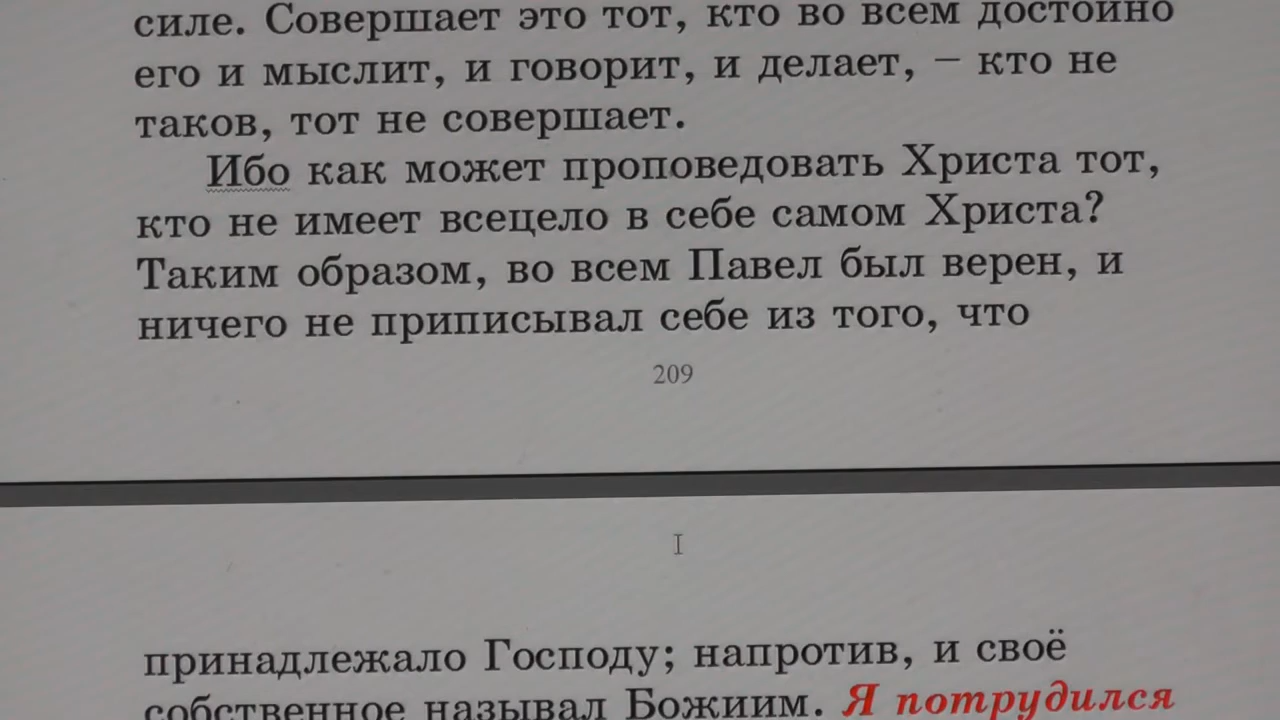 силе. Совершает это тот, кто во всем достойно
его и мыслит, и говорит, и делает, – кто не
таков, тот не совершает.
Ибо как может проповедовать Христа тот,
кто не имеет всецело в себе самом Христа?
Таким образом, во всем Павел был верен, и
ничего не приписывал себе из того, что
209
принадлежало Господу; напротив, и своё
собственное называл Божиим. Я потрудился